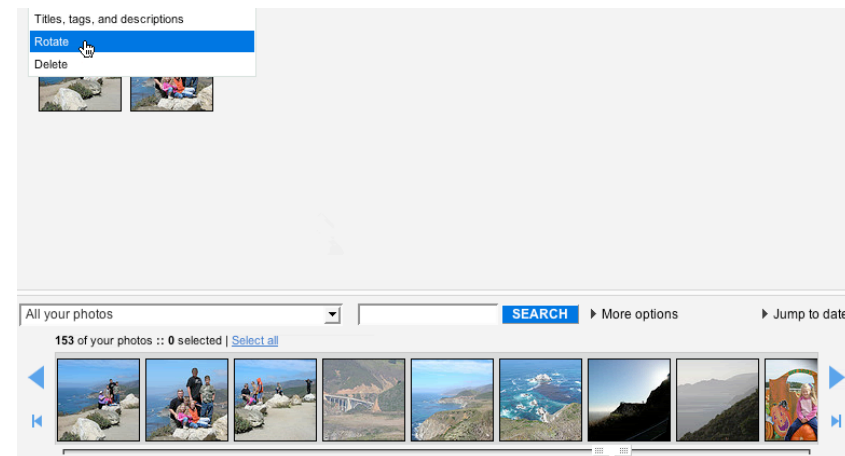 Titles, tags, and descriptions
Rotate
Delete
All your photos
SEARCH
More options
Jump to date
153 of your photos :: 0 selected | Select all